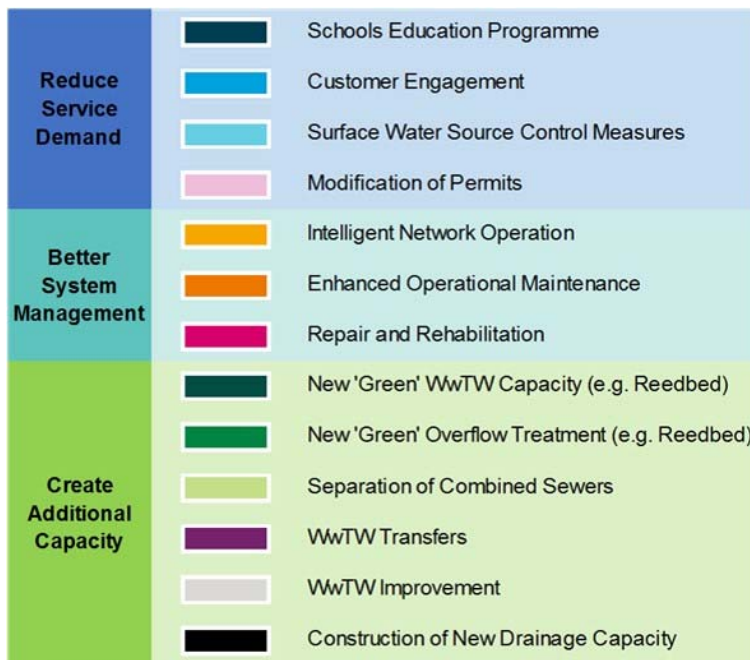 Reduce
Service
Demand
Schools Education Programme
Customer Engagement
Surface Water Source Control Measures
Modification of Permits
Better
System
Management
Intelligent Network Operation
Enhanced Operational Maintenance
Repair and Rehabilitation
Create
Additional
Capacity
New 'Green' WwTW Capacity (e.g. Reedbed)
New 'Green' Overflow Treatment (e.g. Reedbed)
Separation of Combined Sewers
WwTW Transfers
WwTW Improvement
Construction of New Drainage Capacity